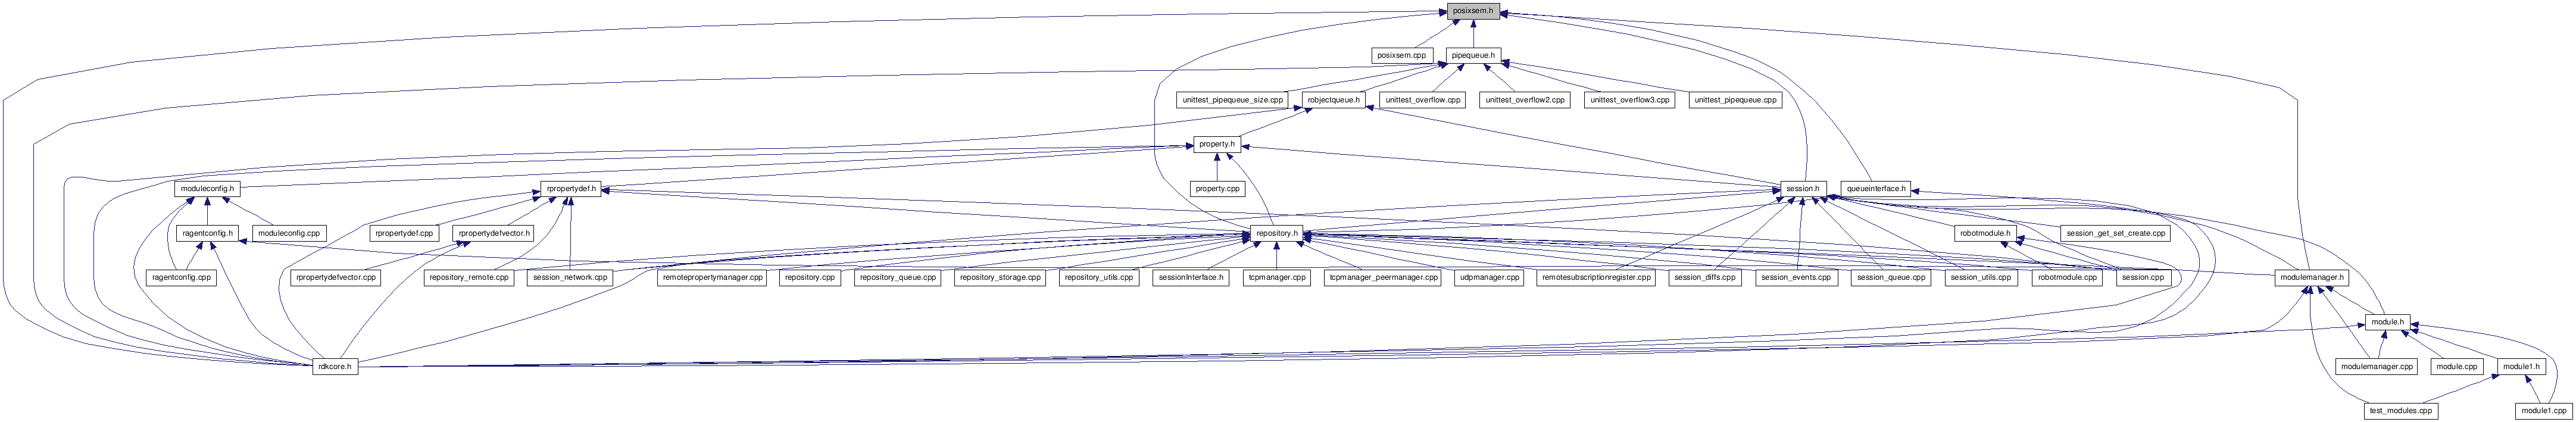 posixsem.h
posixsem.cpp
pipequeue.h
unittest_pipequeue_size.cpp
robjectqueue.h
unittest_overflow.cpp
unittest_overflow2.cpp
unittest_overflow3.cpp
unittest_pipequeue.cpp
property.h
moduleconfig.h
rpropertydef.h
property.cpp
session.h
queueinterface.h
ragentconfig.h
moduleconfig.cpp
rpropertydef.cpp
rpropertydefvector.h
repository.h
robotmodule.h
session_get_set_create.cpp
ragentconfig.cpp
rpropertydefvector.cpp
repository_remote.cpp
session_network.cpp
remotepropertymanager.cpp
repository.cpp
repository_queue.cpp
repository_storage.cpp
repository_utils.cpp
sessionInterface.h
tcpmanager.cpp
tcpmanager_peermanager.cpp
udpmanager.cpp
remotesubscriptionregister.cpp
session_diffs.cpp
session_events.cpp
session_queue.cpp
session_utils.cpp
robotmodule.cpp
session.cpp
modulemanager.h
module.h
rdkcore.h
modulemanager.cpp
module.cpp
module1.h
test_modules.cpp
module1.cpp